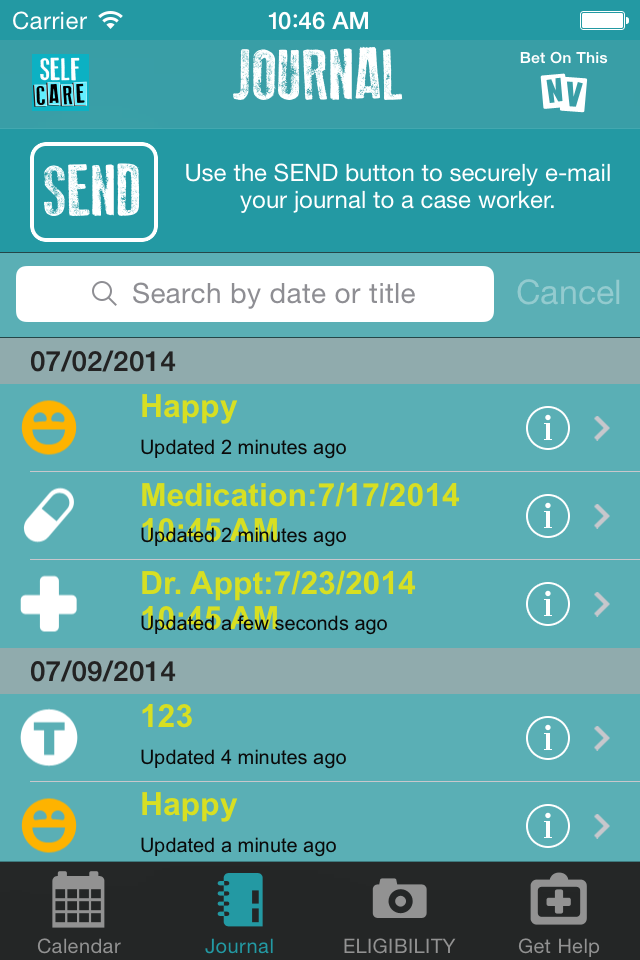 Carrier 10:46 AM
SELF CARE
JOURNAL
Bet On This
NV
SEND
Use the SEND button to securely e-mail
your journal to a case worker.
Search by date or title Cancel
07/02/2014
Happy
Updated 2 minutes ago
i
Medication:7/17/2014
10:45 AM
Updated 2 minutes ago
i
Dr. Appt:7/23/2014
10:45 AM
Updated a few seconds ago
i
07/09/2014
T
123
Updated 4 minutes ago
i
Happy
Updated a minute ago
i
Calendar Journal ELIGIBILITY Get Help